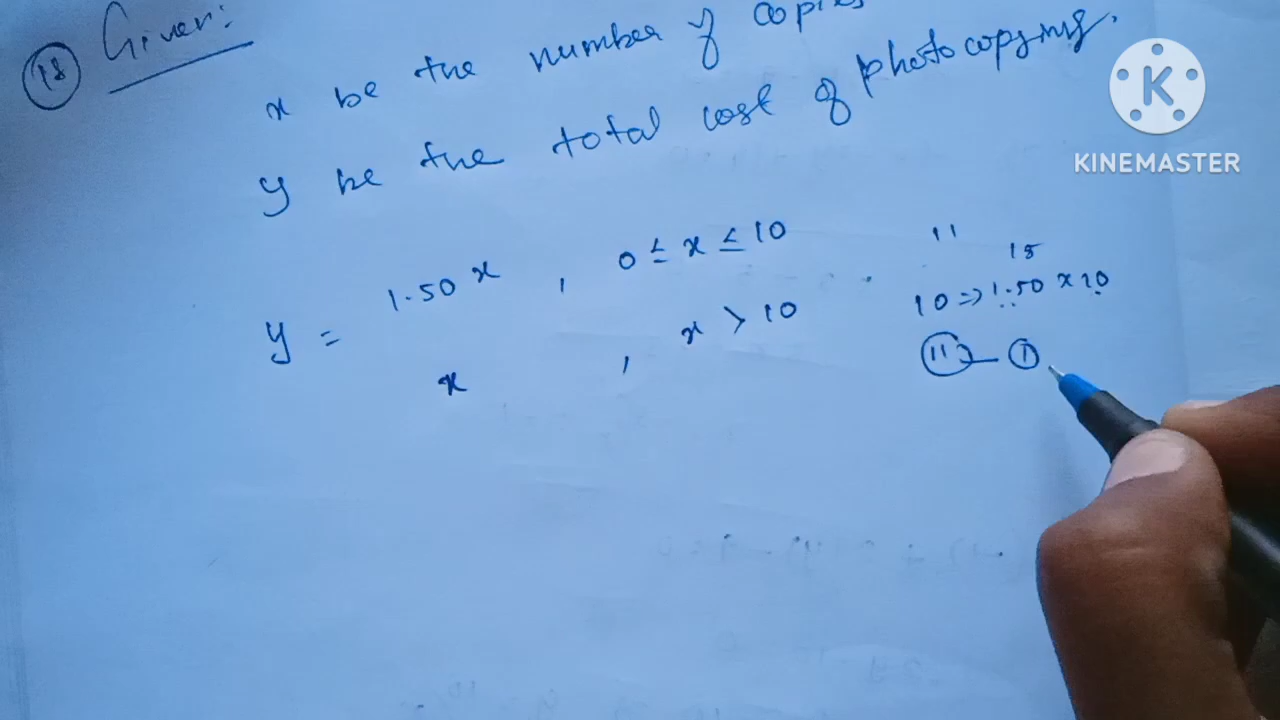 18 Given:
x be the number of copies
y be the total cost of photocopying.
1.50 x , 0 ≤ x ≤ 10
y =
x , x > 10
11
15
10 ⇒ 1.50 x 10
11 — 1
K
KINEMASTER